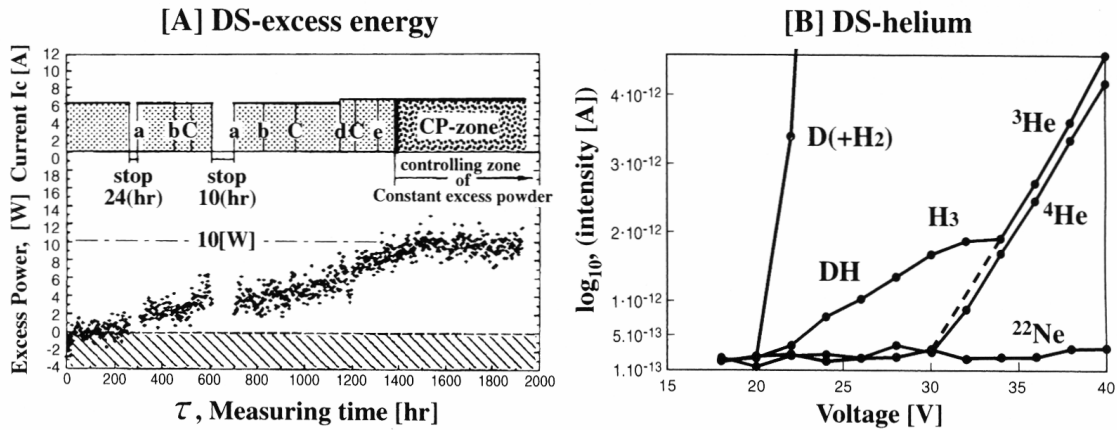 [A] DS-excess energy
Current Ic [A]
12
10
8
6
4
2
0
a b C a b C d C e
CP-zone
stop
24(hr)
stop
10(hr)
controlling zone
of
Constant excess powder
Excess Power, [W]
18
16
14
12
10
8
6
4
2
0
-2
-4
10[W]
0 200 400 600 800 1000 1200 1400 1600 1800 2000
τ, Measuring time [hr]
[B] DS-helium
log10, (intensity [A])
4·10-12
3·10-12
2·10-12
1·10-12
5·10-13
1.10-13
D(+H2)
3He
4He
H3
DH
22Ne
15 20 25 30 35 40
Voltage [V]